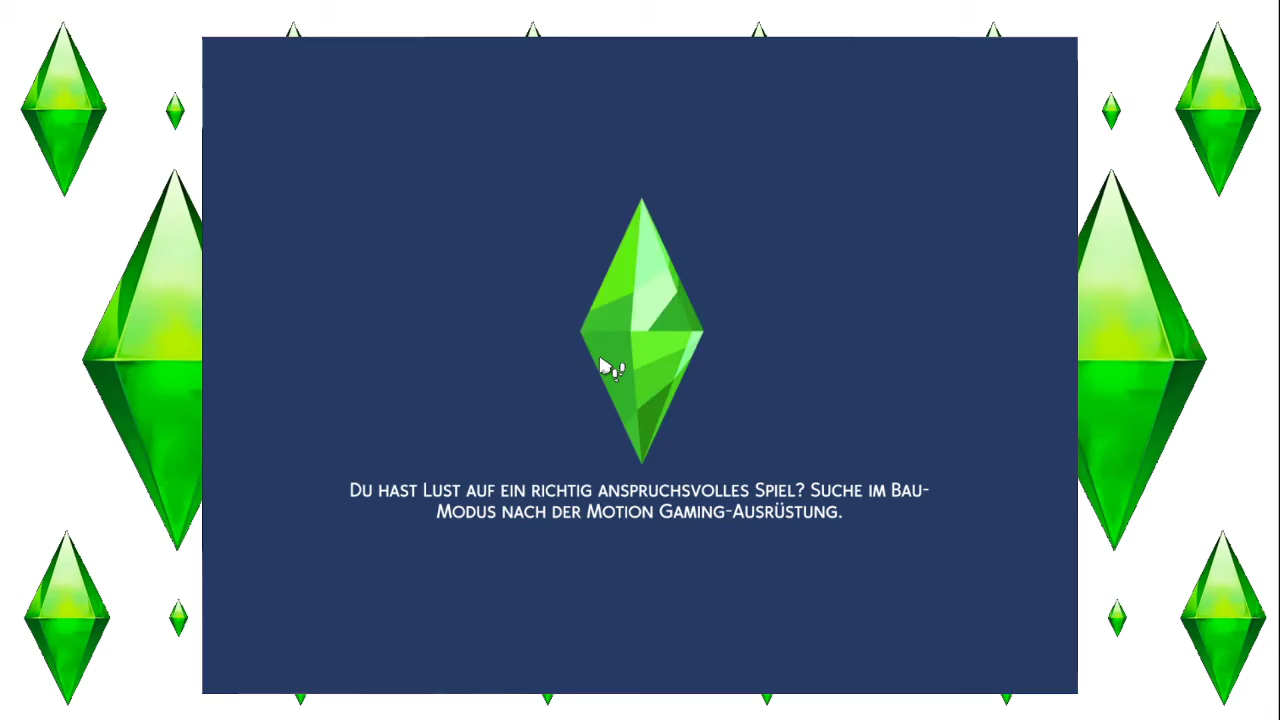 Du hast Lust auf ein richtig anspruchsvolles Spiel? Suche im Bau-
Modus nach der Motion Gaming-Ausrüstung.